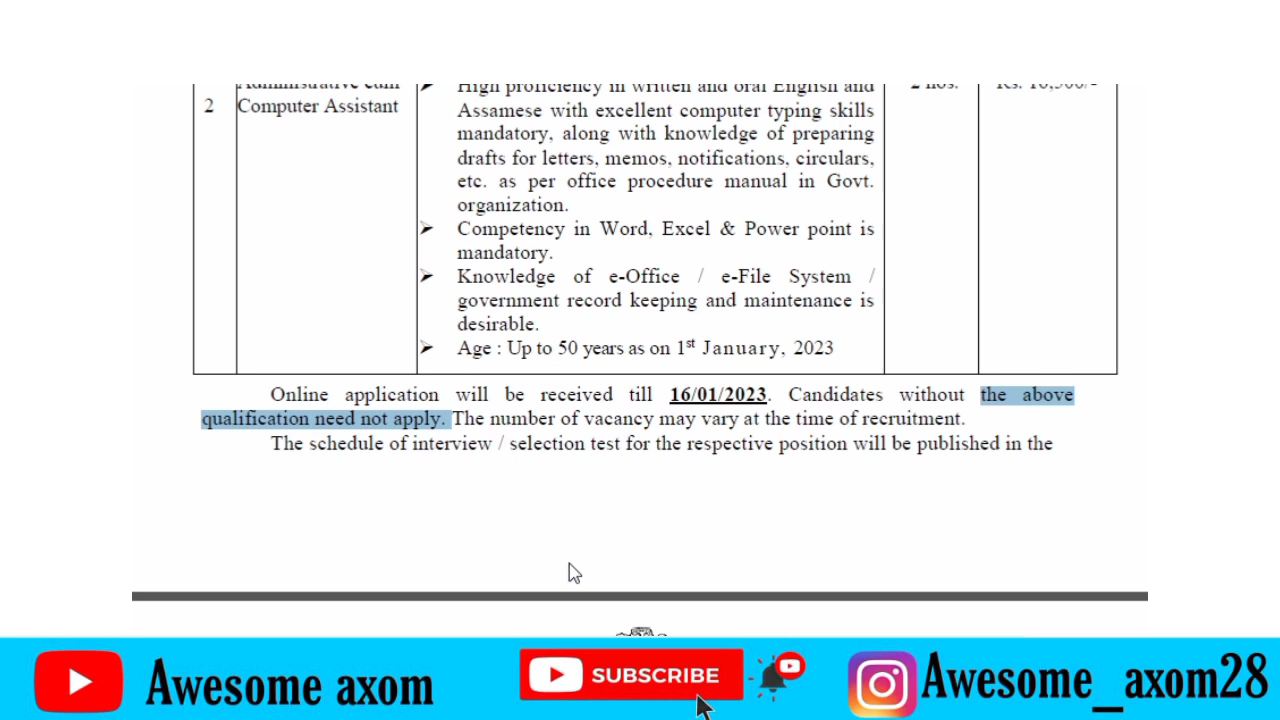 Administrative cum
High proficiency in written and oral English and
2 nos.
2
Computer Assistant
Assamese with excellent computer typing skills
mandatory, along with knowledge of preparing
drafts for letters, memos, notifications, circulars,
etc. as per office procedure manual in Govt.
organization.
➢ Competency in Word, Excel & Power point is
mandatory.
➢ Knowledge of e-Office / e-File System /
government record keeping and maintenance is
desirable.
➢ Age : Up to 50 years as on 1st January, 2023
Online application will be received till 16/01/2023. Candidates without the above
qualification need not apply. The number of vacancy may vary at the time of recruitment.
The schedule of interview / selection test for the respective position will be published in the
Awesome axom
SUBSCRIBE
Awesome_axom28